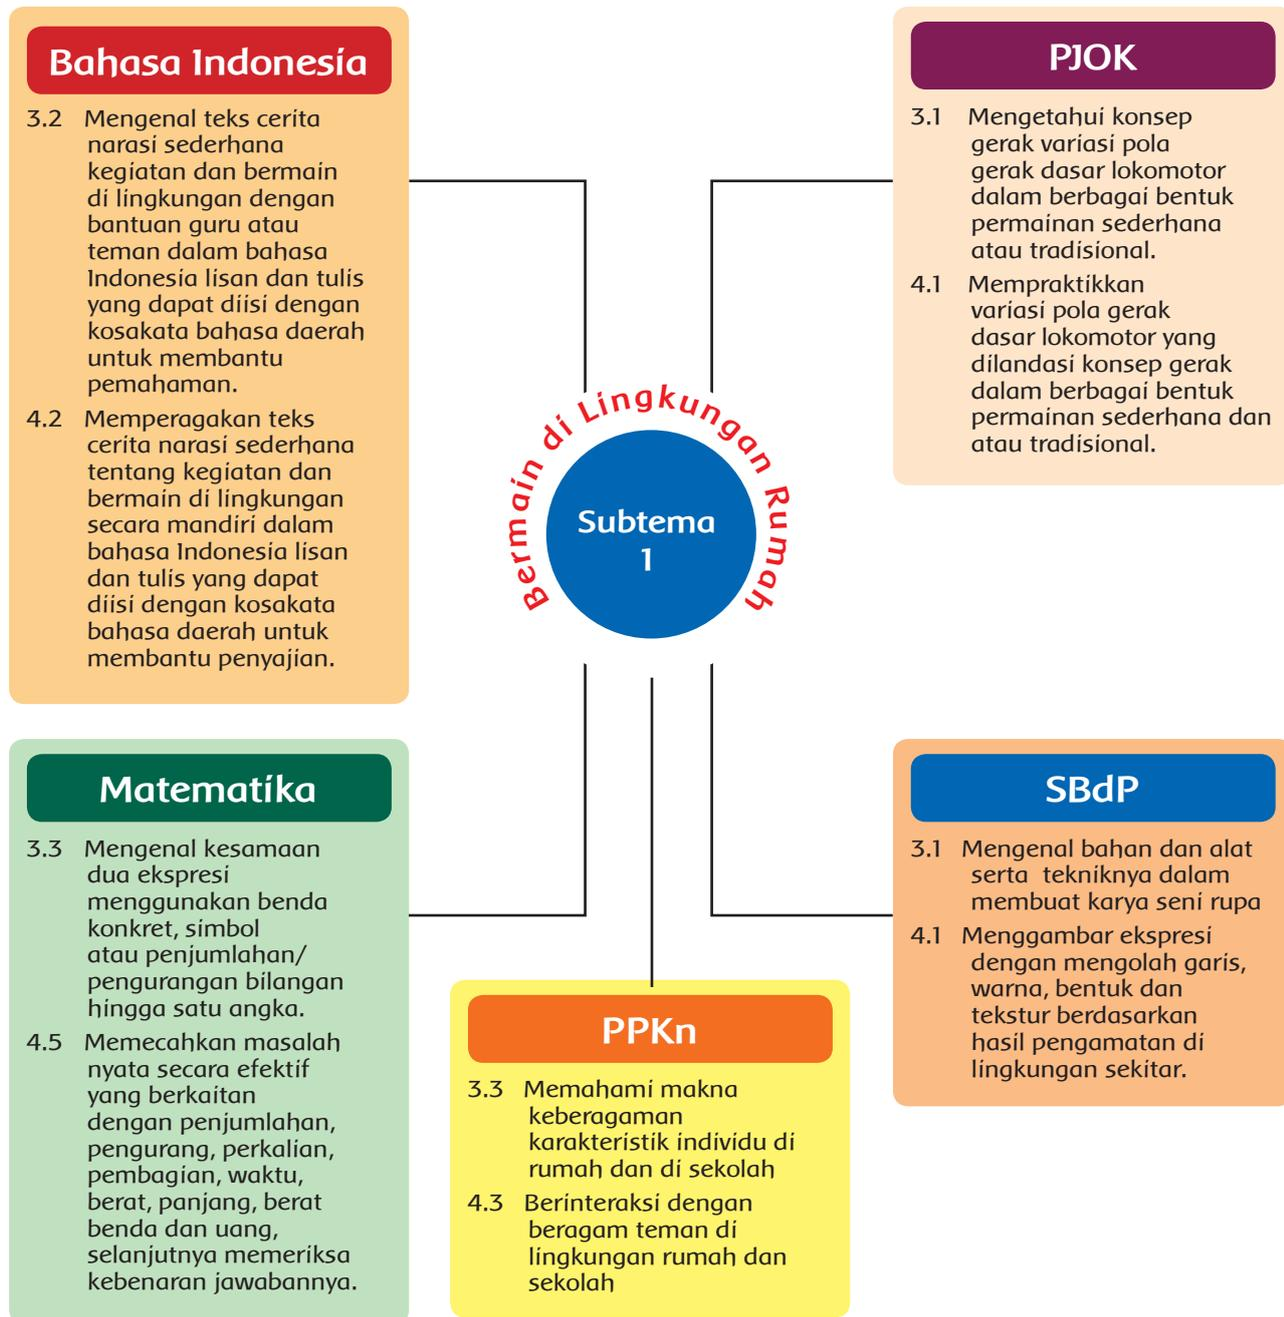 Bahasa Indonesia
3.2 Mengenal teks cerita
narasi sederhana
kegiatan dan bermain
di lingkungan dengan
bantuan guru atau
teman dalam bahasa
Indonesia lisan dan tulis
yang dapat diisi dengan
kosakata bahasa daerah
untuk membantu
pemahaman.
4.2 Memperagakan teks
cerita narasi sederhana
tentang kegiatan dan
bermain di lingkungan
secara mandiri dalam
bahasa Indonesia lisan
dan tulis yang dapat
diisi dengan kosakata
bahasa daerah untuk
membantu penyajian.
PJOK
3.1 Mengetahui konsep
gerak variasi pola
gerak dasar lokomotor
dalam berbagai bentuk
permainan sederhana
atau tradisional.
4.1 Mempraktikkan
variasi pola gerak
dasar lokomotor yang
dilandasi konsep gerak
dalam berbagai bentuk
permainan sederhana dan
atau tradisional.
Bermain di Lingkungan Rumah
Subtema
1
Matematika
3.3 Mengenal kesamaan
dua ekspresi
menggunakan benda
konkret, simbol
atau penjumlahan/
pengurangan bilangan
hingga satu angka.
4.5 Memecahkan masalah
nyata secara efektif
yang berkaitan
dengan penjumlahan,
pengurang, perkalian,
pembagian, waktu,
berat, panjang, berat
benda dan uang,
selanjutnya memeriksa
kebenaran jawabannya.
PPKn
3.3 Memahami makna
keberagaman
karakteristik individu di
rumah dan di sekolah
4.3 Berinteraksi dengan
beragam teman di
lingkungan rumah dan
sekolah
SBdP
3.1 Mengenal bahan dan alat
serta tekniknya dalam
membuat karya seni rupa
4.1 Menggambar ekspresi
dengan mengolah garis,
warna, bentuk dan
tekstur berdasarkan
hasil pengamatan di
lingkungan sekitar.